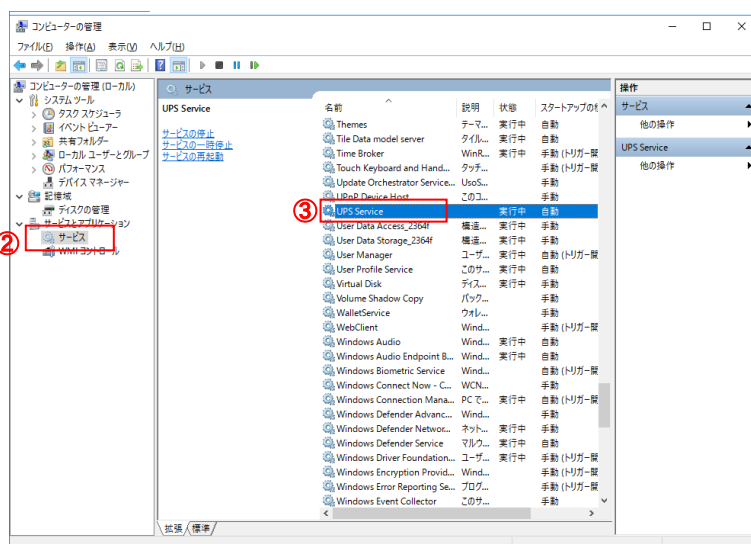 コンピューターの管理
ファイル(F) 操作(A) 表示(V) ヘルプ(H)
コンピューターの管理 (ローカル)
システム ツール
タスク スケジューラ
イベント ビューアー
共有フォルダー
ローカル ユーザーとグループ
パフォーマンス
デバイス マネージャー
記憶域
ディスクの管理
サービスとアプリケーション
② サービス
WMI コントロール
サービス
UPS Service
サービスの停止
サービスの一時停止
サービスの再起動
名前 説明 状態 スタートアップの種
Themes テーマ... 実行中 自動
Tile Data model server タイル... 実行中 自動
Time Broker WinR... 実行中 手動 (トリガー開
Touch Keyboard and Hand... タッチ... 手動 (トリガー開
Update Orchestrator Service... UsoS... 手動
UPnP Device Host このコ... 手動
③ UPS Service 実行中 自動
User Data Access_2364f 構造... 実行中 手動
User Data Storage_2364f 構造... 実行中 手動
User Manager ユーザ... 実行中 自動 (トリガー開
User Profile Service このサ... 実行中 自動
Virtual Disk ディス... 実行中 手動
Volume Shadow Copy バック... 手動
WalletService ウォレ... 手動
WebClient Wind... 手動 (トリガー開
Windows Audio Wind... 実行中 自動
Windows Audio Endpoint B... Wind... 実行中 自動
Windows Biometric Service Wind... 自動 (トリガー開
Windows Connect Now - C... WCN... 手動
Windows Connection Mana... PC で... 実行中 自動 (トリガー開
Windows Defender Advanc... Wind... 手動
Windows Defender Networ... ネット... 実行中 手動
Windows Defender Service マルウ... 実行中 自動
Windows Driver Foundation... ユーザ... 実行中 手動 (トリガー開
Windows Encryption Provid... Wind... 手動 (トリガー開
Windows Error Reporting Se... プログ... 手動 (トリガー開
Windows Event Collector このサ... 手動
拡張 標準
操作
サービス
他の操作
UPS Service
他の操作